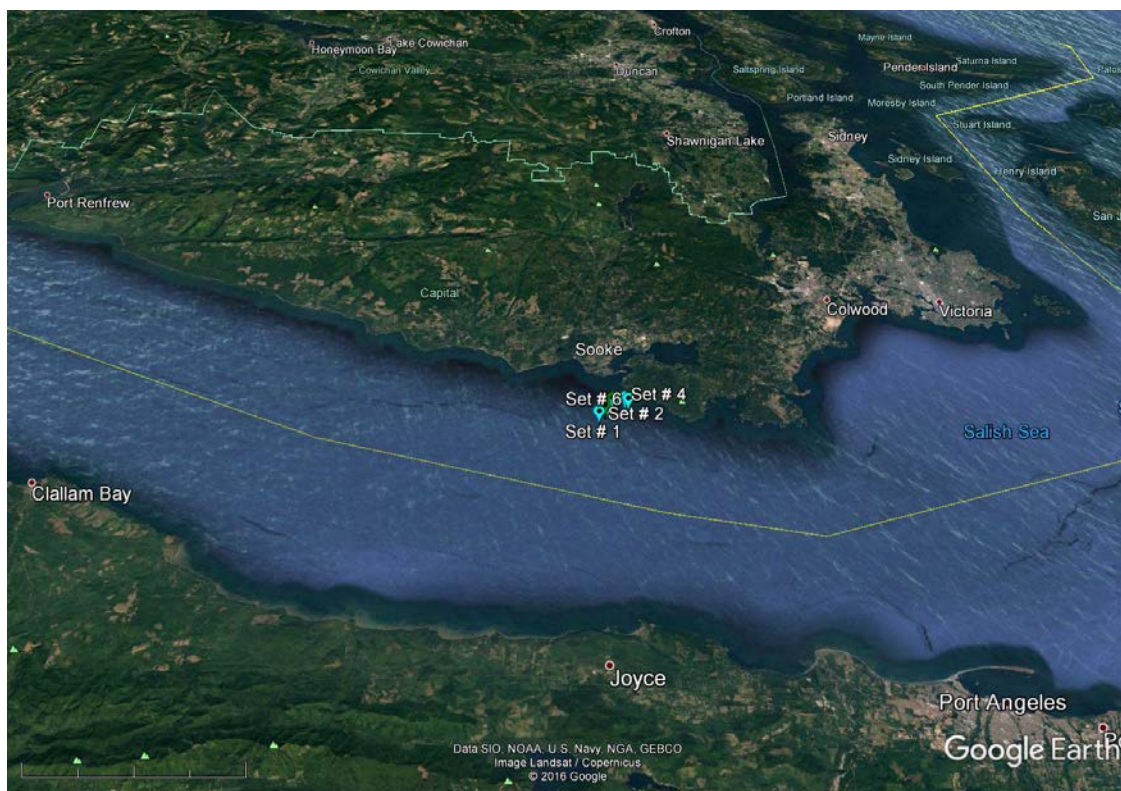 Crofton
Honeymoon Bay
Lake Cowichan
Mayne Island
Cowichan Valley
Duncan
Saltspring Island
Pender Island
Saturna Island
South Pender Island
Portland Island
Moresby Island
Stuart Island
Shawnigan Lake
Sidney
Sidney Island
Henry Island
Port Renfrew
San J
Capital
Colwood
Victoria
Sooke
Set # 6
Set # 4
Set # 2
Set # 1
Salish Sea
Clallam Bay
Joyce
Port Angeles
Data SIO, NOAA, U.S. Navy, NGA, GEBCO
Image Landsat / Copernicus
© 2016 Google
Google Earth